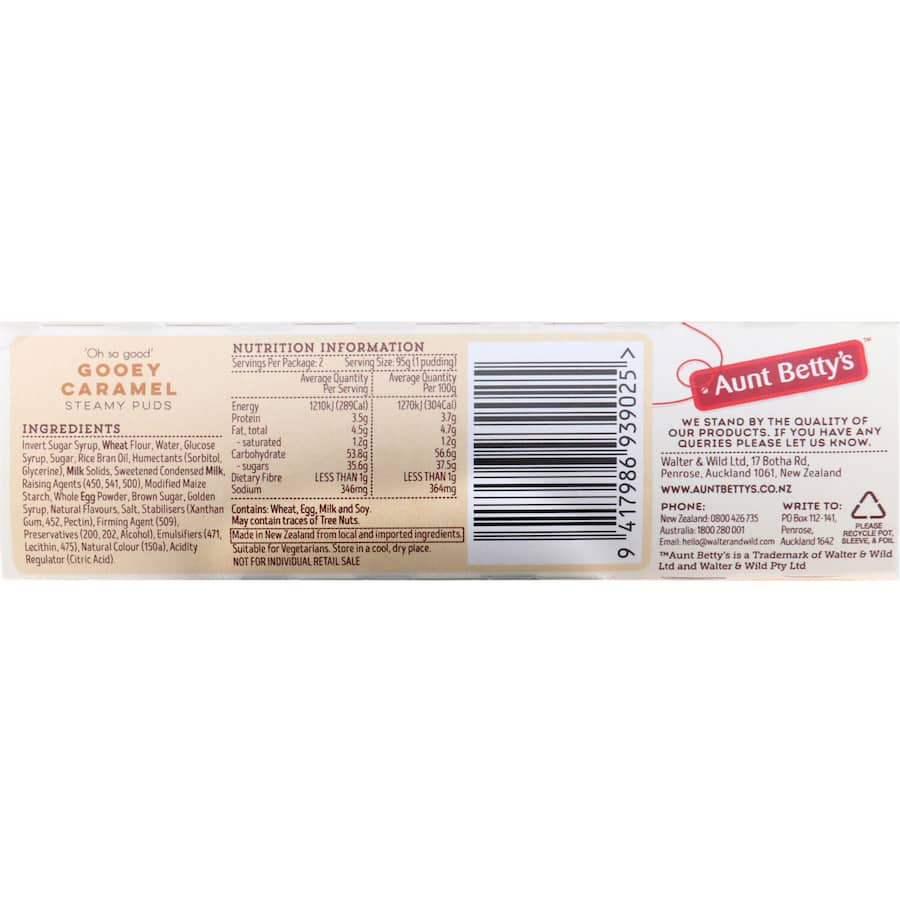 'Oh so good'
GOOEY
CARAMEL
STEAMY PUDS
INGREDIENTS
Invert Sugar Syrup, Wheat Flour, Water, Glucose
Syrup, Sugar, Rice Bran Oil, Humectants (Sorbitol,
Glycerine), Milk Solids, Sweetened Condensed Milk,
Raising Agents (450, 541, 500), Modified Maize
Starch, Whole Egg Powder, Brown Sugar, Golden
Syrup, Natural Flavours, Salt, Stabilisers (Xanthan
Gum, 452, Pectin), Firming Agent (509),
Preservatives (200, 202, Alcohol), Emulsifiers (471,
Lecithin, 475), Natural Colour (150a), Acidity
Regulator (Citric Acid).
NUTRITION INFORMATION
Servings Per Package: 2 Serving Size: 95g (1 pudding)
Average Quantity Average Quantity
Per Serving Per 100g
Energy 1210kJ (289Cal) 1270kJ (304Cal)
Protein 3.5g 3.7g
Fat, total 4.5g 4.7g
- saturated 1.2g 1.2g
Carbohydrate 53.8g 56.6g
- sugars 35.6g 37.5g
Dietary Fibre LESS THAN 1g LESS THAN 1g
Sodium 346mg 364mg
Contains: Wheat, Egg, Milk and Soy.
May contain traces of Tree Nuts.
Made in New Zealand from local and imported ingredients.
Suitable for Vegetarians. Store in a cool, dry place.
NOT FOR INDIVIDUAL RETAIL SALE
9 417986 939025 >
Aunt Betty's™
WE STAND BY THE QUALITY OF
OUR PRODUCTS. IF YOU HAVE ANY
QUERIES PLEASE LET US KNOW.
Walter & Wild Ltd, 17 Botha Rd,
Penrose, Auckland 1061, New Zealand
WWW.AUNTBETTYS.CO.NZ
PHONE:
New Zealand: 0800 426 735
Australia: 1800 280 001
Email: hello@walterandwild.com
WRITE TO:
PO Box 112-141,
Penrose,
Auckland 1642
PLEASE
RECYCLE POT,
SLEEVE, & FOIL
™Aunt Betty's is a Trademark of Walter & Wild
Ltd and Walter & Wild Pty Ltd